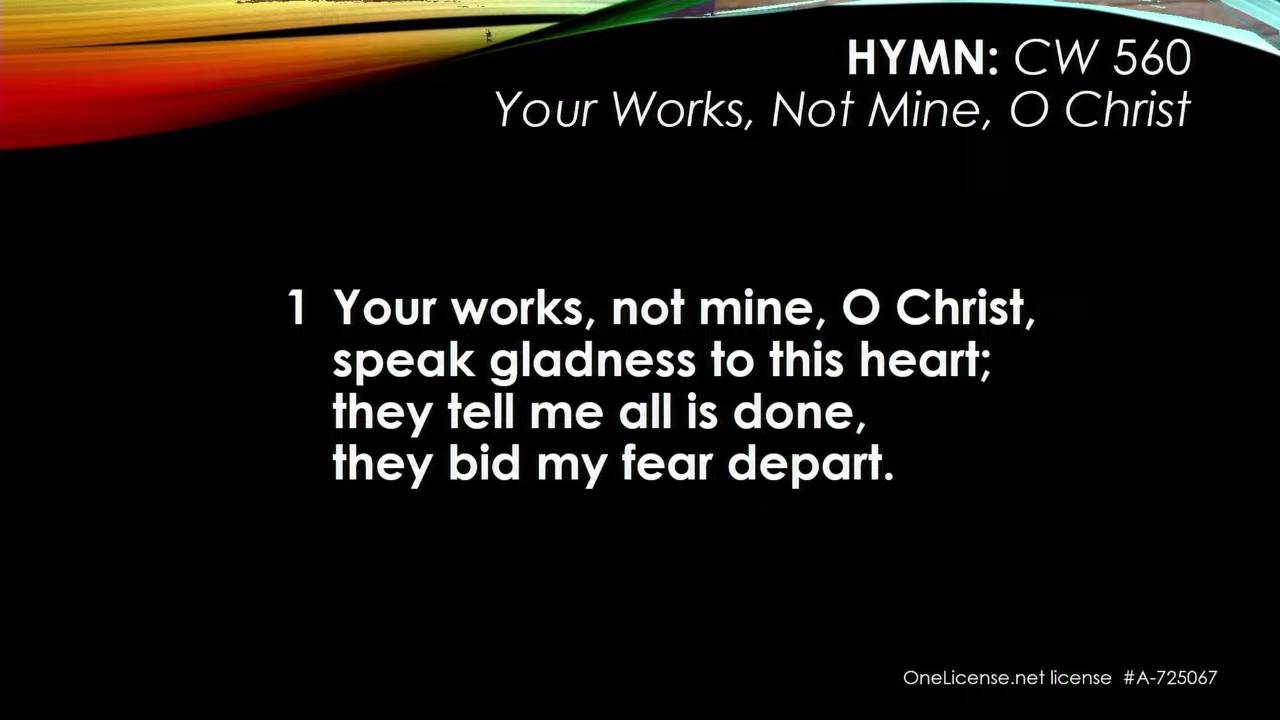 HYMN: CW 560
Your Works, Not Mine, O Christ
1 Your works, not mine, O Christ,
speak gladness to this heart;
they tell me all is done,
they bid my fear depart.
OneLicense.net license #A-725067